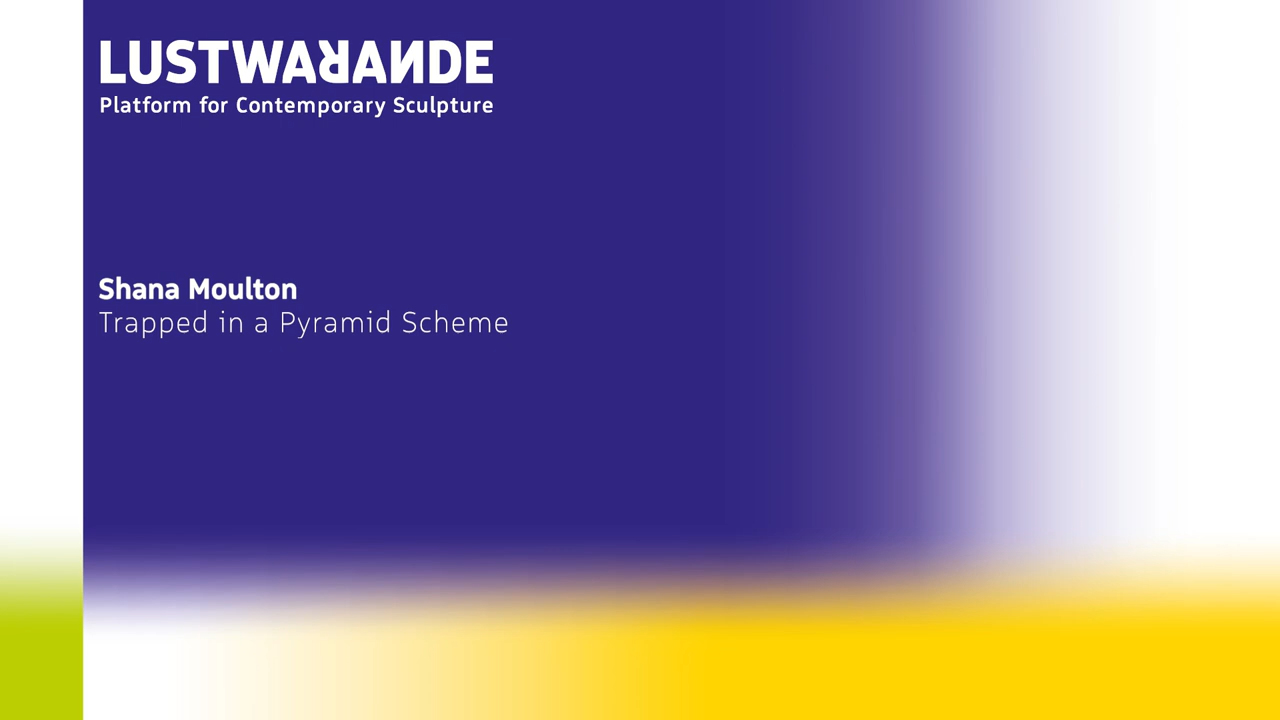 LUSTWARANDE
Platform for Contemporary Sculpture
Shana Moulton
Trapped in a Pyramid Scheme